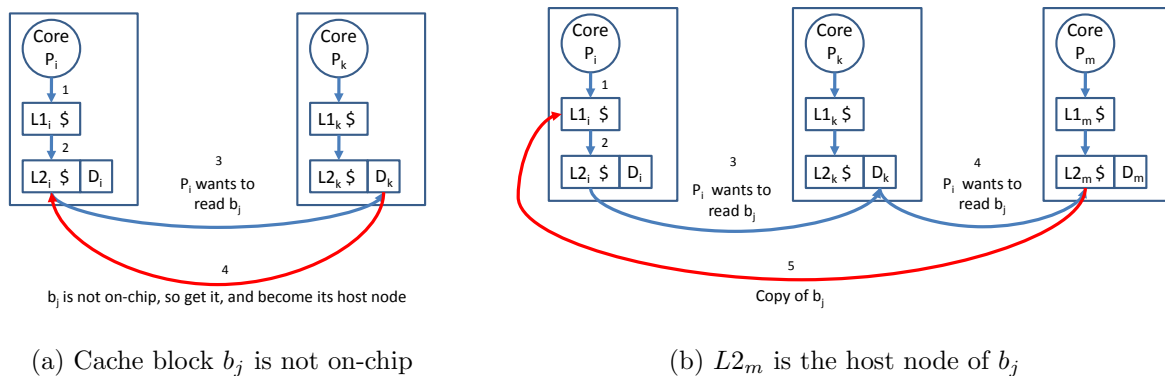 Core
P_i
1
L1_i $
2
L2_i $ D_i
3
P_i wants to
read b_j
Core
P_k
L1_k $
L2_k $ D_k
4
b_j is not on-chip, so get it, and become its host node
(a) Cache block b_j is not on-chip
Core
P_i
1
L1_i $
2
L2_i $ D_i
3
P_i wants to
read b_j
Core
P_k
L1_k $
L2_k $ D_k
4
P_i wants to
read b_j
Core
P_m
L1_m $
L2_m $ D_m
5
Copy of b_j
(b) L2_m is the host node of b_j